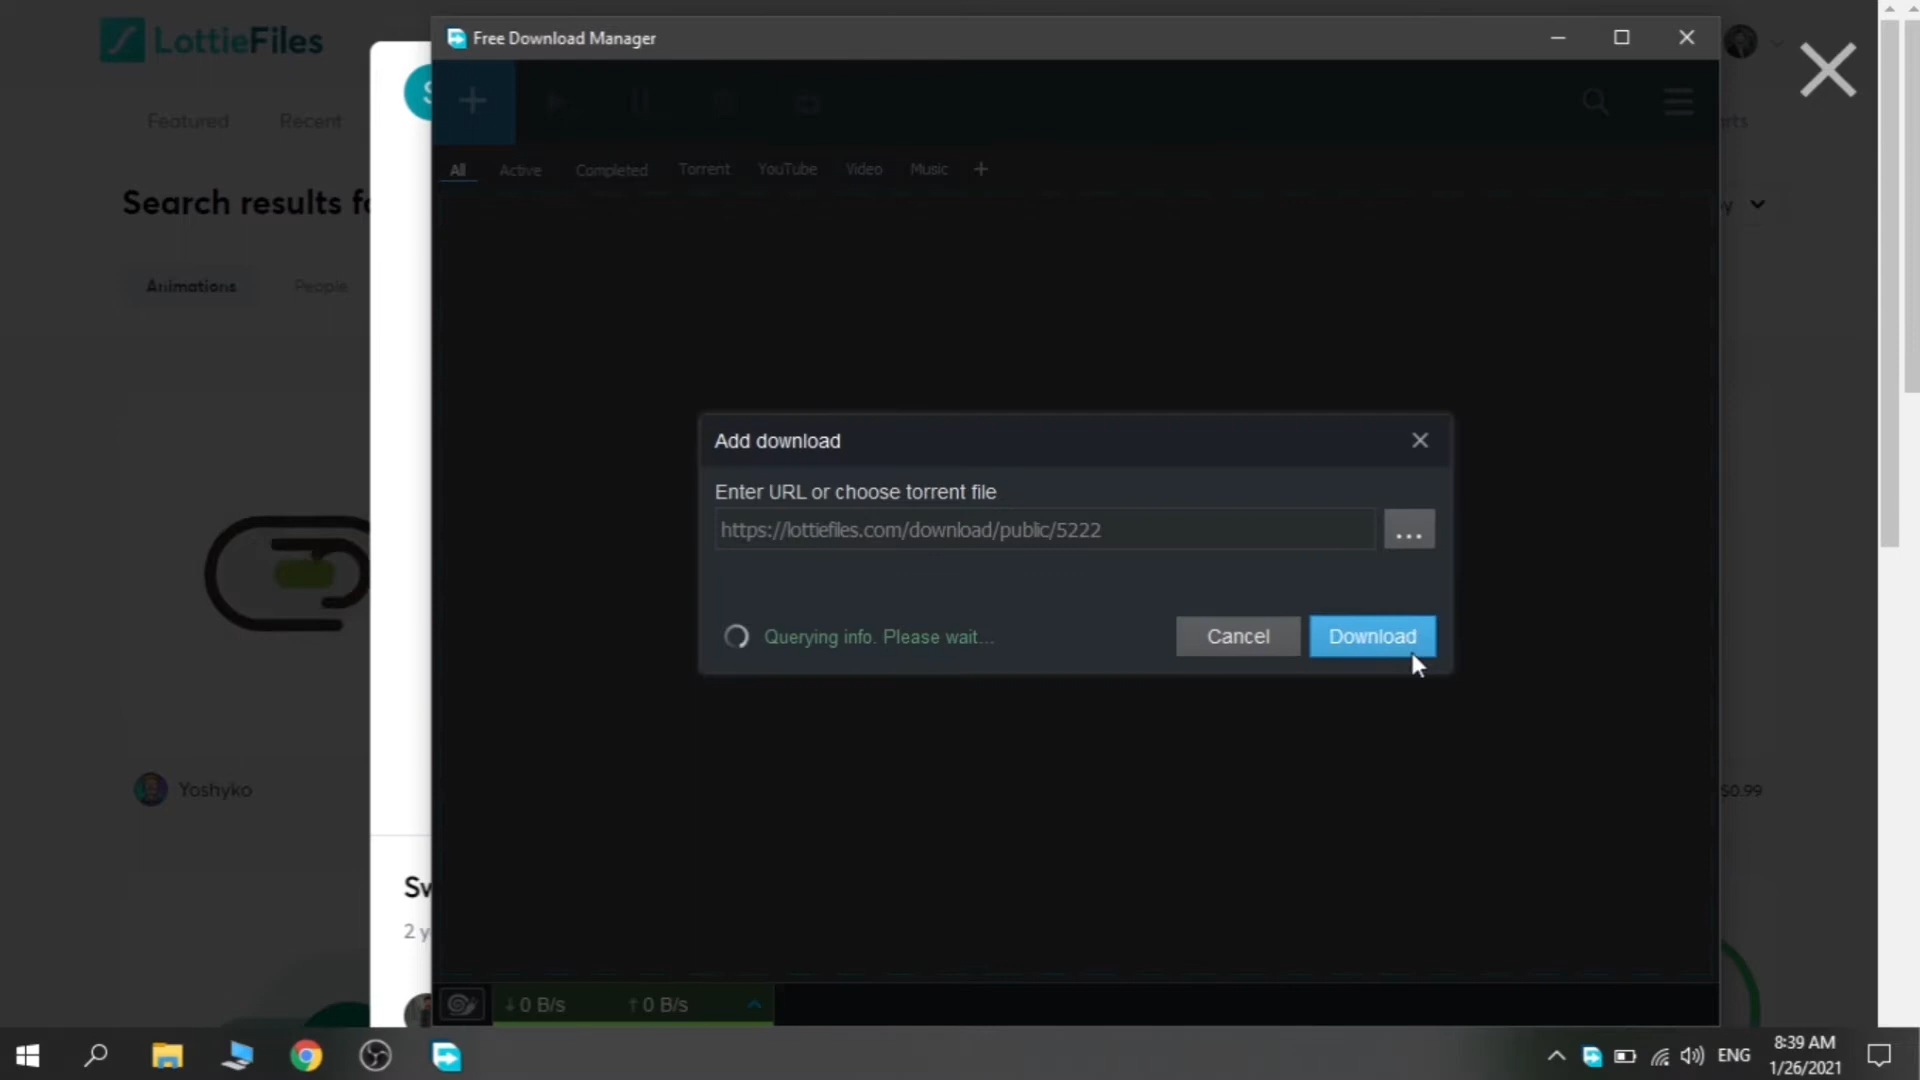 LottieFiles
Free Download Manager
Featured
Recent
All
Active
Completed
Torrent
YouTube
Video
Music
Search results
Animations
People
Add download
Enter URL or choose torrent file
https://lottiefiles.com/download/public/5222
...
Querying info. Please wait...
Cancel
Download
Yoshyko
$0.99
0 B/s
0 B/s
ENG
8:39 AM
1/26/2021